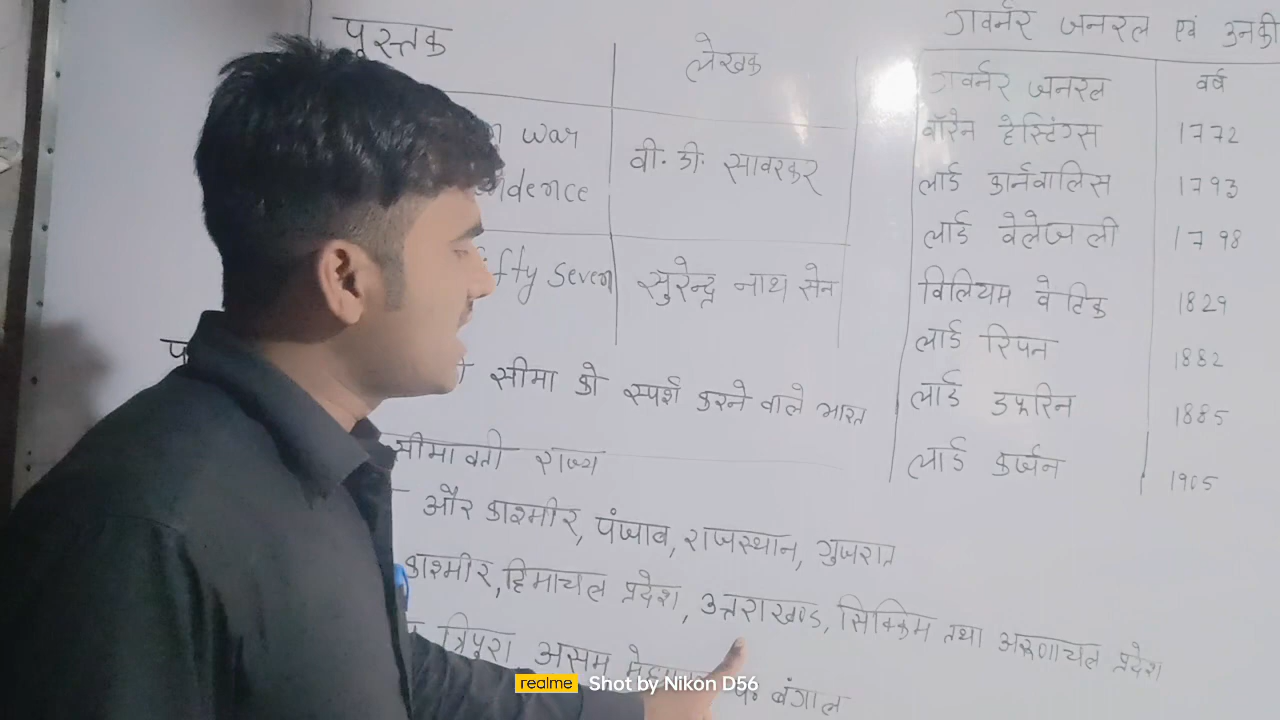 पुस्तक
लेखक
war
वी. डी. सावरकर
ndence
fty Seven
सुरेन्द्र नाथ सेन
गवर्नर जनरल एवं उनकी
गवर्नर जनरल
वर्ष
वॉरेन हेस्टिंग्स
1772
लार्ड कार्नवालिस
1793
लार्ड वेलेजली
1798
विलियम वेटिक
1829
लार्ड रिपन
1882
लार्ड डफरिन
1885
लार्ड कर्जन
1905
सीमा को स्पर्श करने वाले भारत
सीमावर्ती राज्य
और काश्मीर, पंजाब, राजस्थान, गुजरात
काश्मीर, हिमाचल प्रदेश, उत्तराखण्ड, सिक्किम तथा अरूणाचल प्रदेश
त्रिपुरा, असम प. बंगाल
realme Shot by Nikon D56